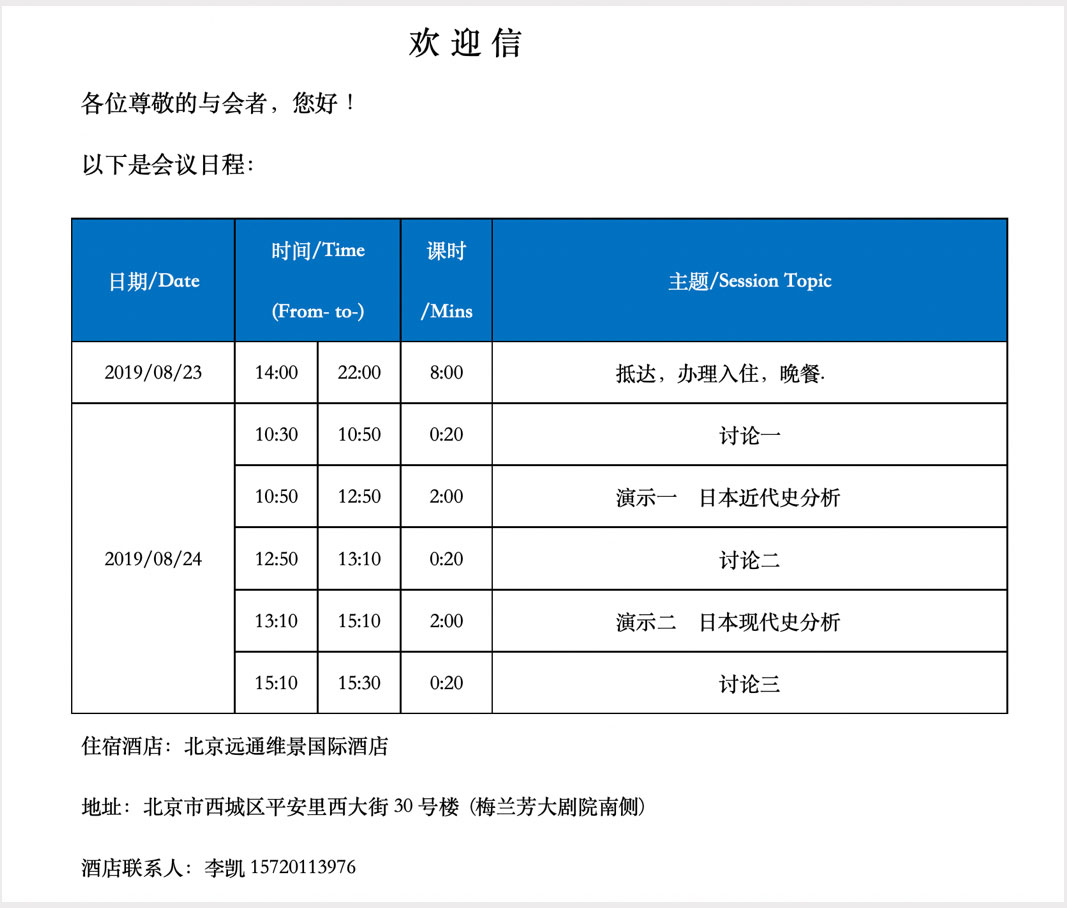 欢 迎 信
各位尊敬的与会者，您好！
以下是会议日程：
日期/Date 时间/Time (From- to-) 课时 /Mins 主题/Session Topic
2019/08/23 14:00 22:00 8:00 抵达，办理入住，晚餐.
2019/08/24
10:30 10:50 0:20 讨论一
10:50 12:50 2:00 演示一 日本近代史分析
12:50 13:10 0:20 讨论二
13:10 15:10 2:00 演示二 日本现代史分析
15:10 15:30 0:20 讨论三
住宿酒店：北京远通维景国际酒店
地址：北京市西城区平安里西大街 30 号楼 (梅兰芳大剧院南侧)
酒店联系人：李凯 15720113976